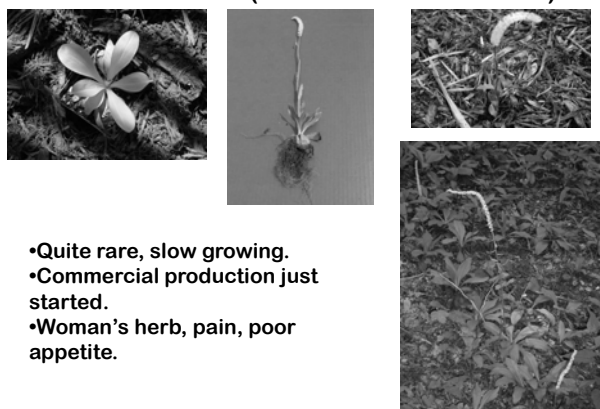 •Quite rare, slow growing.
•Commercial production just
started.
•Woman's herb, pain, poor
appetite.